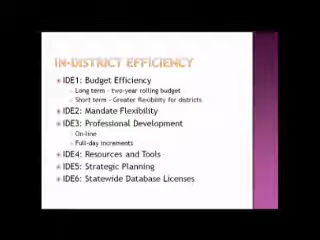 IN-DISTRICT EFFICIENCY
IDE1: Budget Efficiency
Long term - two-year rolling budget
Short term - Greater flexibility for districts
IDE2: Mandate Flexibility
IDE3: Professional Development
On-line
Full-day increments
IDE4: Resources and Tools
IDE5: Strategic Planning
IDE6: Statewide Database Licenses